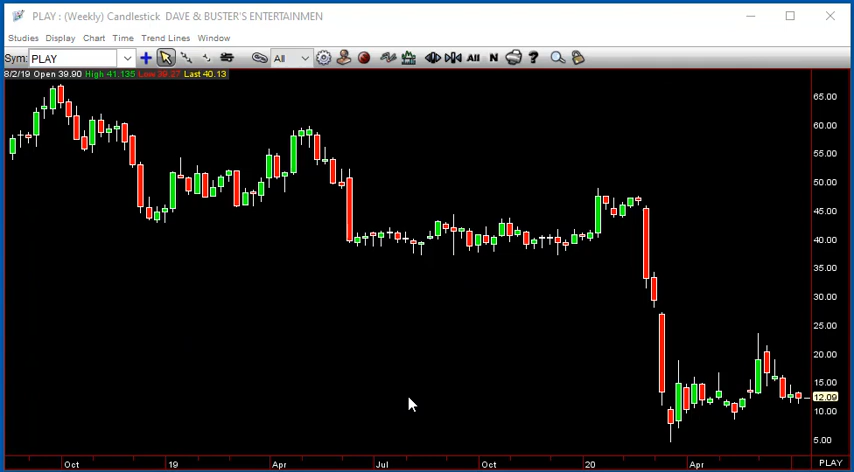 PLAY : (Weekly) Candlestick DAVE & BUSTER'S ENTERTAINMEN
Studies Display Chart Time Trend Lines Window
Sym: PLAY All All N ?
8/2/19 Open 39.90 High 41.135 Low 39.27 Last 40.13
65.00
60.00
55.00
50.00
45.00
40.00
35.00
30.00
25.00
20.00
15.00
12.09
10.00
5.00
Oct 19 Apr Jul Oct 20 Apr PLAY